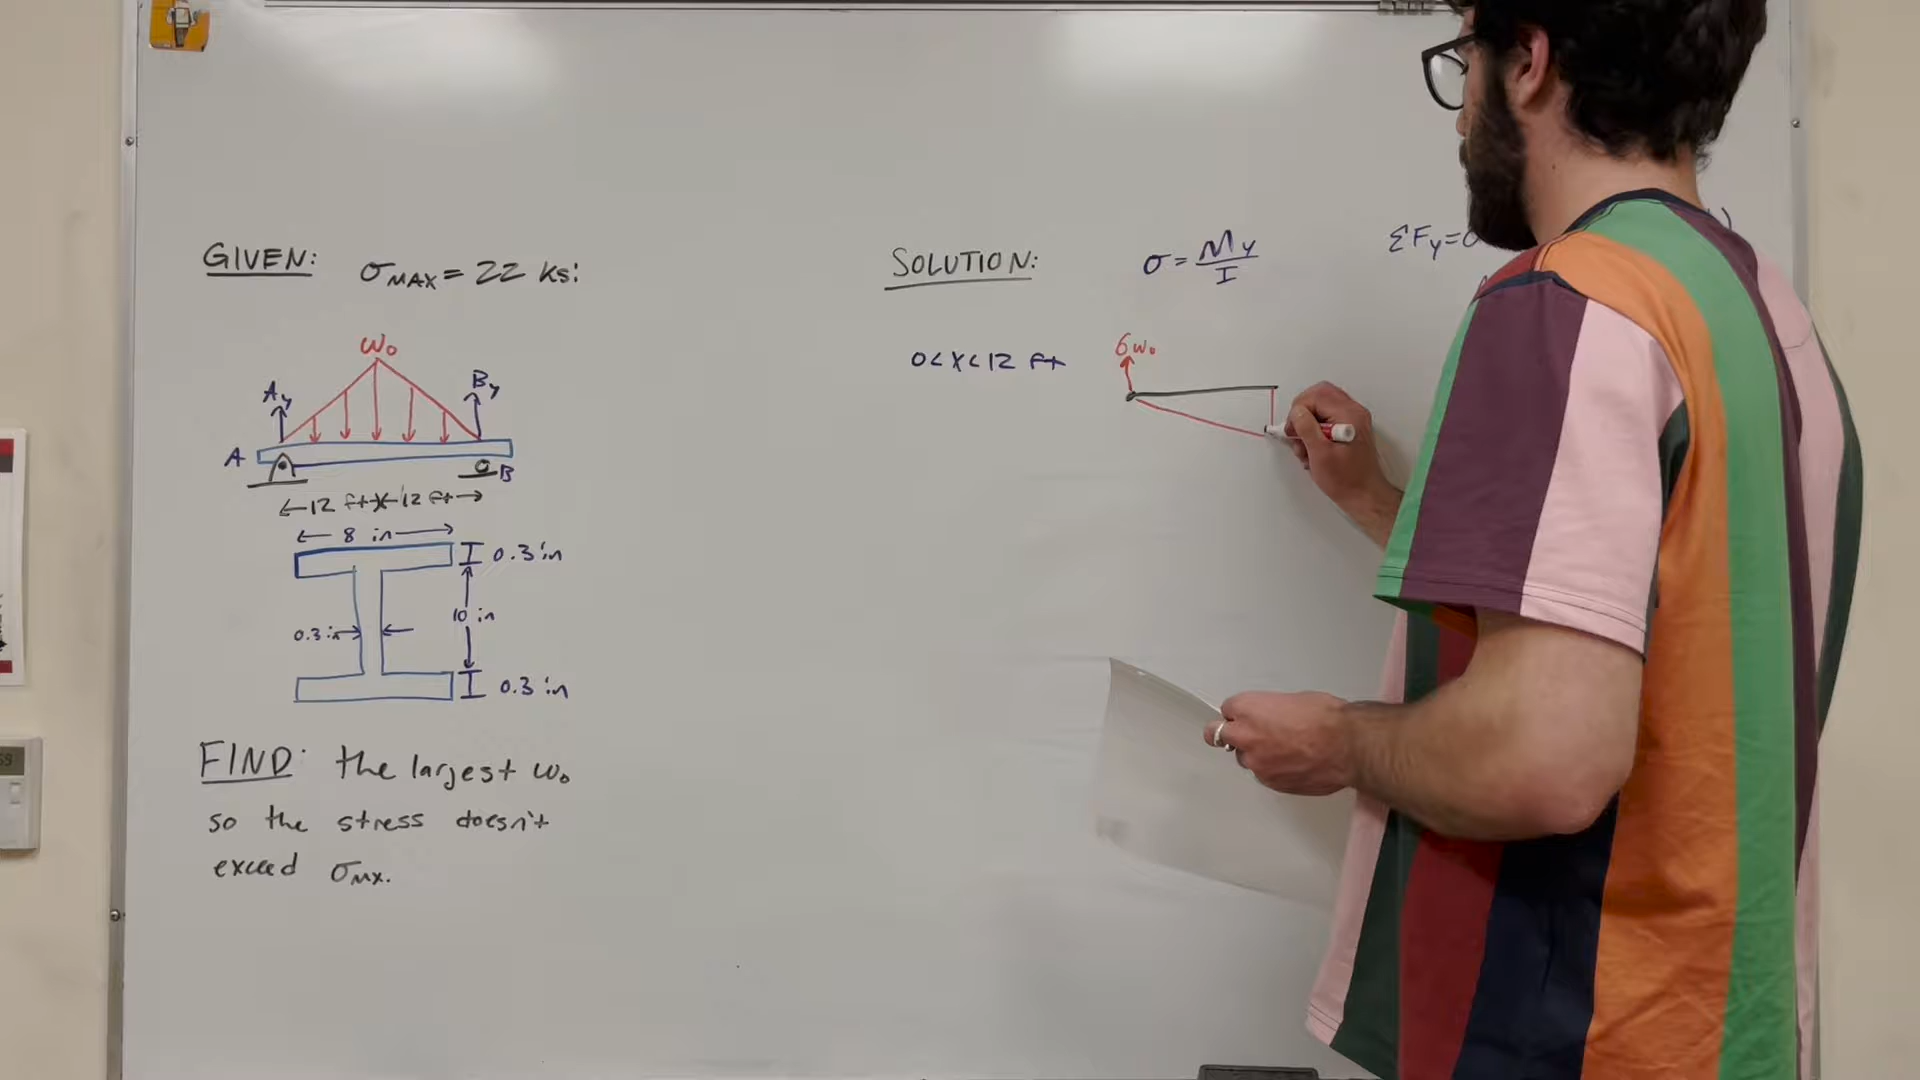 GIVEN: σMAX = 22 ksi
ω₀
Ay
By
A
B
12 ft
12 ft
8 in
0.3 in
10 in
0.3 in
0.3 in
FIND: the largest ω₀
so the stress doesn't
exceed σMX.
SOLUTION:
σ = My/I
ΣFy=0
0<x<12 ft
6ω₀